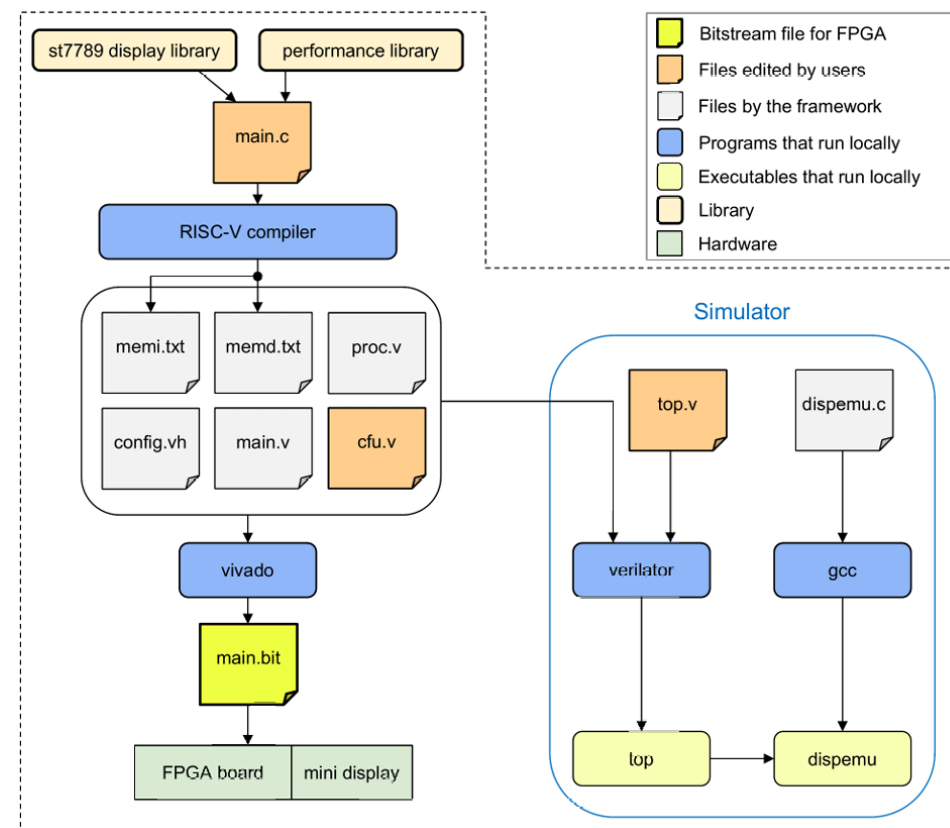 st7789 display library
performance library
main.c
RISC-V compiler
memi.txt
memd.txt
proc.v
config.vh
main.v
cfu.v
vivado
main.bit
FPGA board
mini display
Bitstream file for FPGA
Files edited by users
Files by the framework
Programs that run locally
Executables that run locally
Library
Hardware
Simulator
top.v
dispemu.c
verilator
gcc
top
dispemu